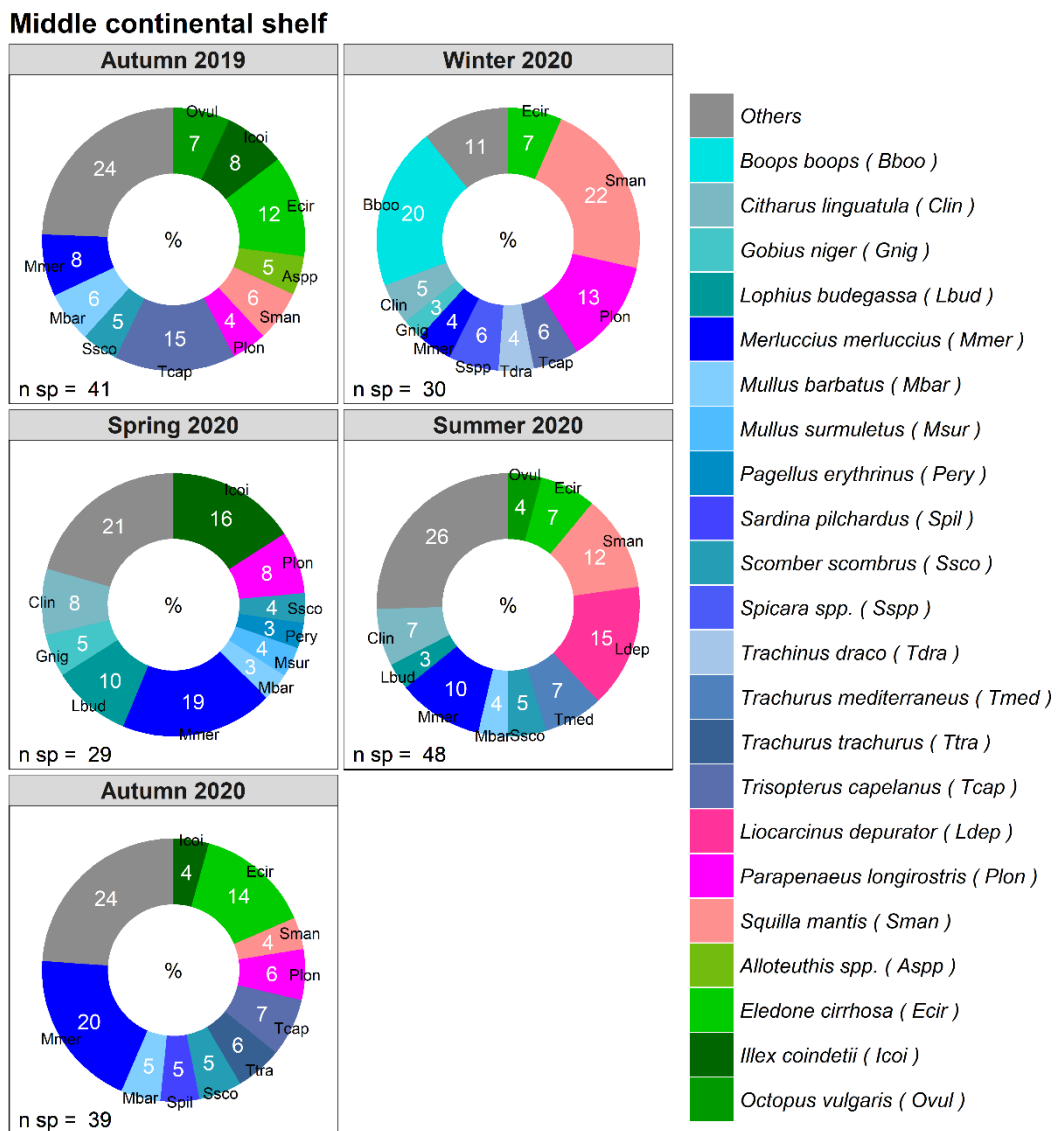 Middle continental shelf
Autumn 2019
Ovul
7
Icoi
8
Ecir
12
Aspp
5
Sman
6
Plon
4
Tcap
15
Ssco
5
Mbar
6
Mmer
8
24
%
n sp = 41
Winter 2020
Ecir
7
Sman
22
Plon
13
Tcap
6
Tdra
4
Sspp
6
Mmer
4
Gnig
3
Clin
5
Bboo
20
11
%
n sp = 30
Spring 2020
Icoi
16
Plon
8
Ssco
4
Pery
3
Msur
4
Mbar
3
Mmer
19
Lbud
10
Gnig
5
Clin
8
21
%
n sp = 29
Summer 2020
Ovul
4
Ecir
7
Sman
12
Ldep
15
Tmed
7
Ssco
5
Mbar
4
Mmer
10
Lbud
3
Clin
7
26
%
n sp = 48
Autumn 2020
Icoi
4
Ecir
14
Sman
4
Plon
6
Tcap
7
Ttra
6
Ssco
5
Spil
5
Mbar
5
Mmer
20
24
%
n sp = 39
Others
Boops boops ( Bboo )
Citharus linguatula ( Clin )
Gobius niger ( Gnig )
Lophius budegassa ( Lbud )
Merluccius merluccius ( Mmer )
Mullus barbatus ( Mbar )
Mullus surmuletus ( Msur )
Pagellus erythrinus ( Pery )
Sardina pilchardus ( Spil )
Scomber scombrus ( Ssco )
Spicara spp. ( Sspp )
Trachinus draco ( Tdra )
Trachurus mediterraneus ( Tmed )
Trachurus trachurus ( Ttra )
Trisopterus capelanus ( Tcap )
Liocarcinus depurator ( Ldep )
Parapenaeus longirostris ( Plon )
Squilla mantis ( Sman )
Alloteuthis spp. ( Aspp )
Eledone cirrhosa ( Ecir )
Illex coindetii ( Icoi )
Octopus vulgaris ( Ovul )